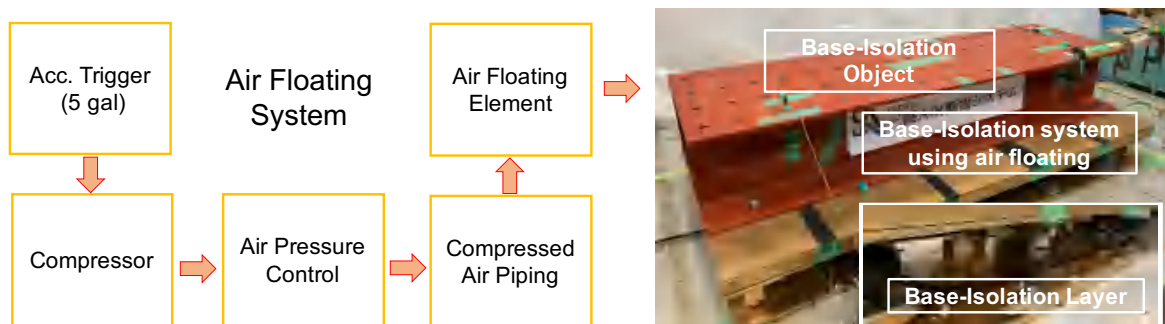 Acc. Trigger
(5 gal)
Air Floating
System
Air Floating
Element
Compressor
Air Pressure
Control
Compressed
Air Piping
Base-Isolation
Object
Base-Isolation system
using air floating
Base-Isolation Layer